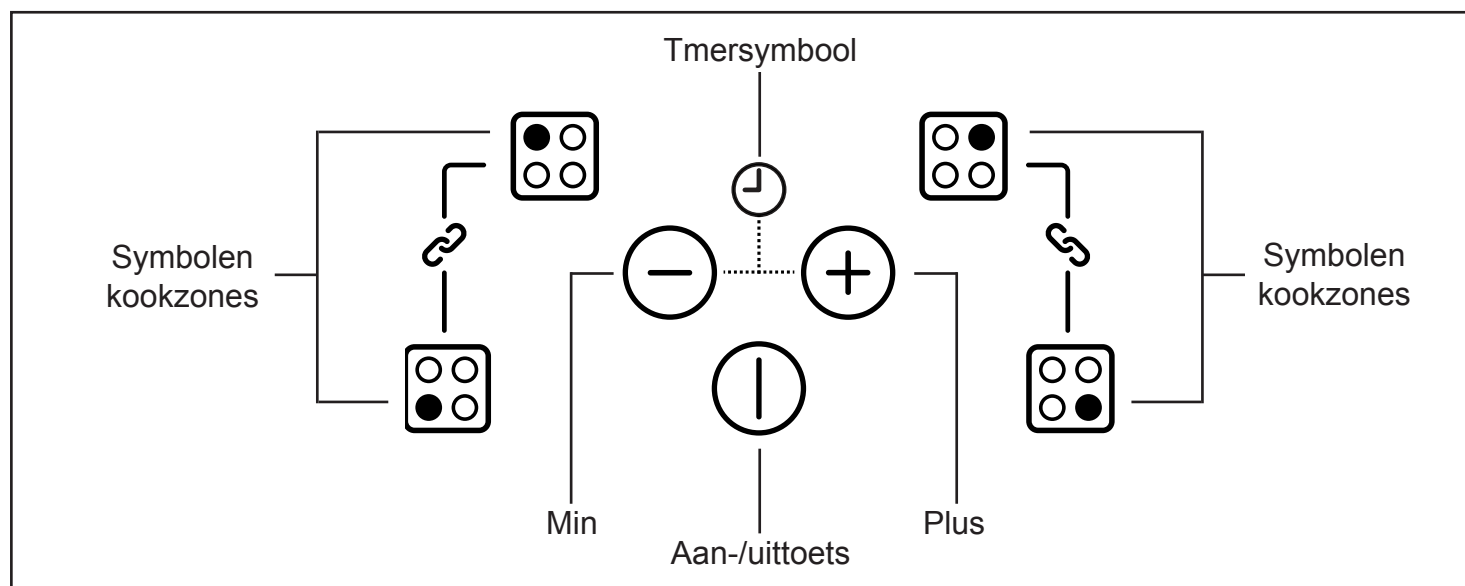 Tmersymbool
Symbolen
kookzones
Symbolen
kookzones
Min
Plus
Aan-/uittoets